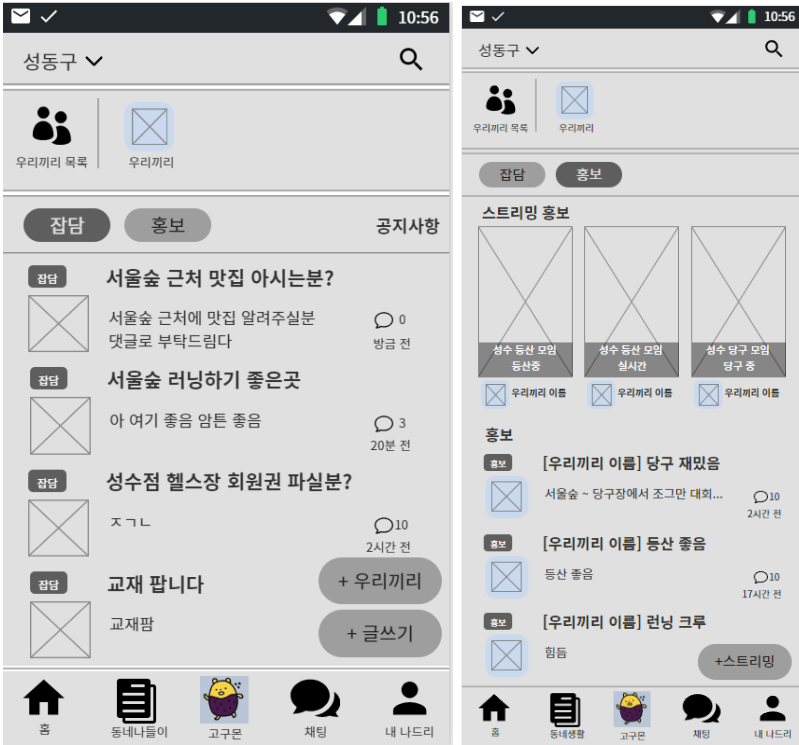 10:56
성동구
우리끼리 목록
우리끼리
잡담
홍보
공지사항
잡담
서울숲 근처 맛집 아시는분?
서울숲 근처에 맛집 알려주실분
댓글로 부탁드림다
0
방금 전
잡담
서울숲 러닝하기 좋은곳
아 여기 좋음 암튼 좋음
3
20분 전
잡담
성수점 헬스장 회원권 파실분?
ㅈㄱㄴ
10
2시간 전
잡담
교재 팝니다
교재팜
+ 우리끼리
+ 글쓰기
홈
동네나들이
고구몬
채팅
내 나드리
10:56
성동구
우리끼리 목록
우리끼리
잡담
홍보
스트리밍 홍보
성수 등산 모임
등산중
성수 등산 모임
실시간
성수 당구 모임
당구 중
우리끼리 이름
우리끼리 이름
우리끼리 이름
홍보
홍보
[우리끼리 이름] 당구 재밌음
서울숲 ~ 당구장에서 조그만 대회...
10
2시간 전
홍보
[우리끼리 이름] 등산 좋음
등산 좋음
10
17시간 전
홍보
[우리끼리 이름] 런닝 크루
힘듬
+스트리밍
홈
동네생활
고구몬
채팅
내 나드리